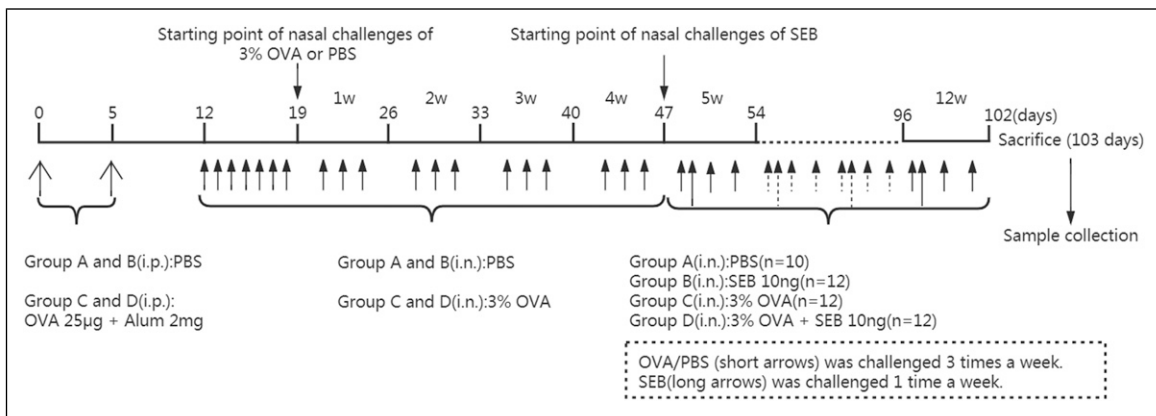 Starting point of nasal challenges of
3% OVA or PBS
Starting point of nasal challenges of SEB
1w 2w 3w 4w 5w 12w
0 5 12 19 26 33 40 47 54 96 102(days)
Sacrifice (103 days)
Sample collection
Group A and B(i.p.):PBS
Group C and D(i.p.):
OVA 25μg + Alum 2mg
Group A and B(i.n.):PBS
Group C and D(i.n.):3% OVA
Group A(i.n.):PBS(n=10)
Group B(i.n.):SEB 10ng(n=12)
Group C(i.n.):3% OVA(n=12)
Group D(i.n.):3% OVA + SEB 10ng(n=12)
OVA/PBS (short arrows) was challenged 3 times a week.
SEB(long arrows) was challenged 1 time a week.